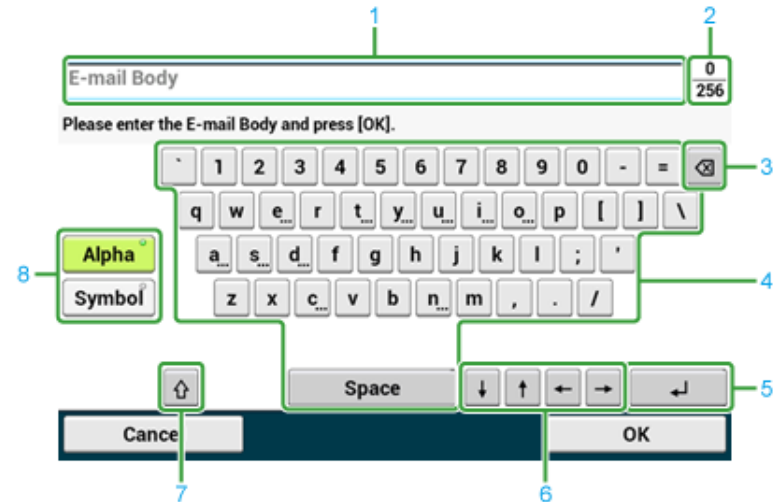 1 2
E-mail Body 0
256
Please enter the E-mail Body and press [OK].
` 1 2 3 4 5 6 7 8 9 0 - = ⌫ 3
q w e... r t... y... u... i... o... p [ ] \
Alpha a... s... d... f g h j k l ; '
8 4
Symbol z x c... v b n... m , . /
⇧ Space ↓ ↑ ← → ↵ 5
Cancel OK
7 6